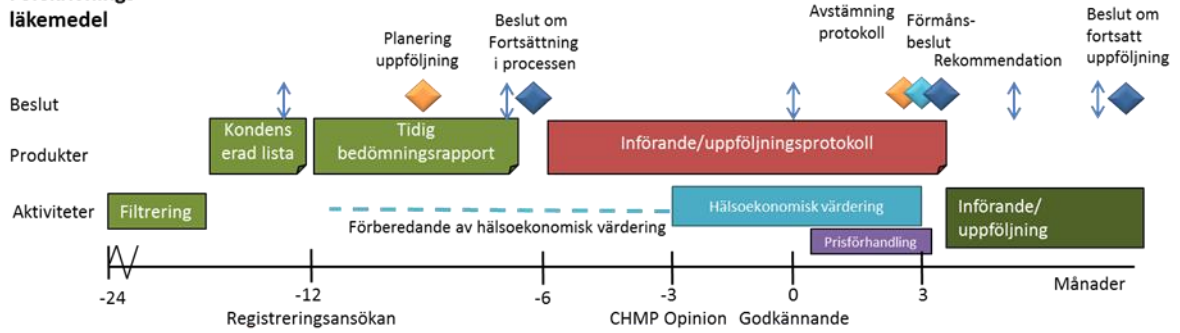 läkemedel
Planering
uppföljning
Beslut om
Fortsättning
i processen
Avstämning
protokoll
Förmåns-
beslut
Rekommendation
Beslut om
fortsatt
uppföljning
Beslut
Produkter
Kondens
erad lista
Tidig
bedömningsrapport
Införande/uppföljningsprotokoll
Aktiviteter
Filtrering
Förberedande av hälsoekonomisk värdering
Hälsoekonomisk värdering
Prisförhandling
Införande/
uppföljning
Månader
-24
-12
-6
-3
0
3
Registreringsansökan
CHMP Opinion
Godkännande